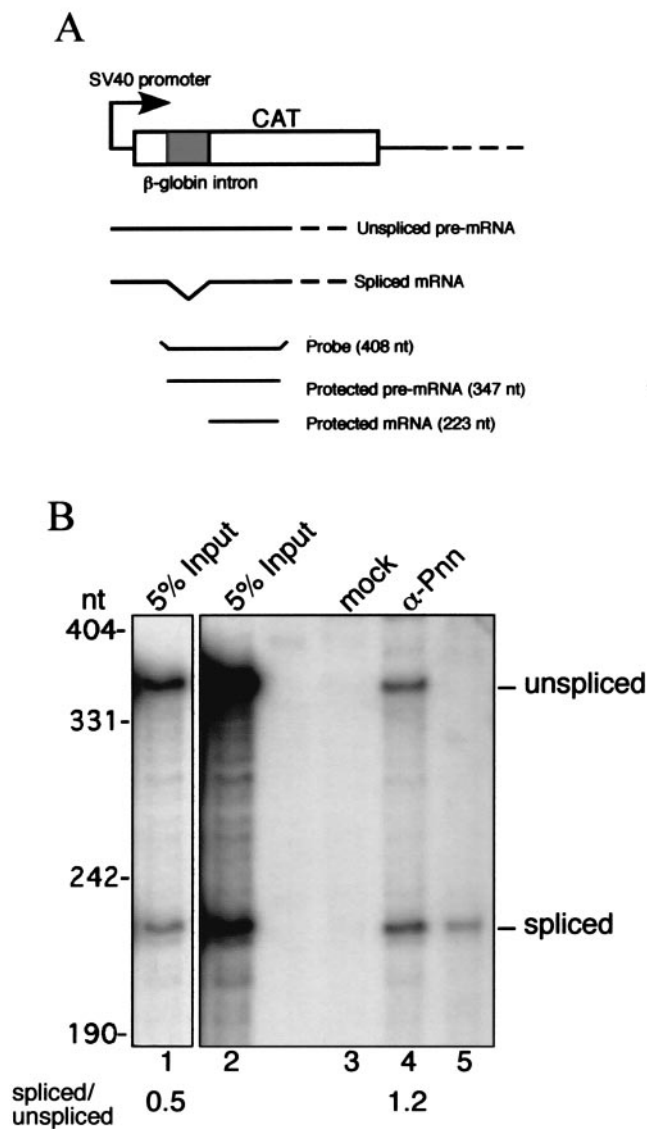 A
SV40 promoter
CAT
β-globin intron
Unspliced pre-mRNA
Spliced mRNA
Probe (408 nt)
Protected pre-mRNA (347 nt)
Protected mRNA (223 nt)
B
nt
5% Input
5% Input
mock
α-Pnn
404-
unspliced
331-
242-
spliced
190-
1 2 3 4 5
spliced/
unspliced 0.5 1.2